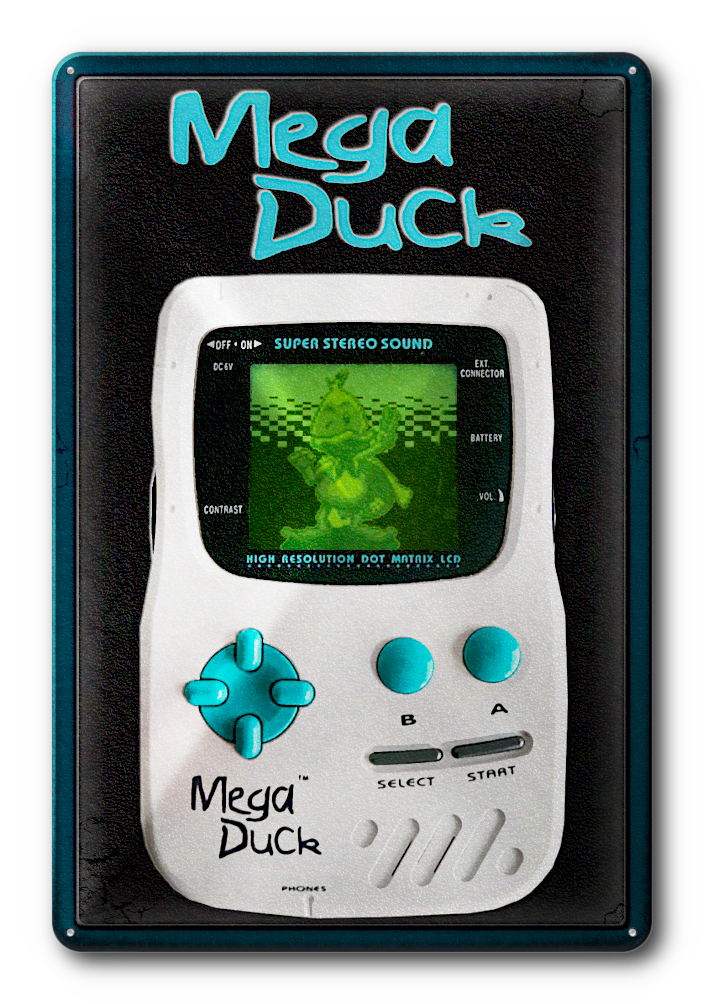 Mega
Duck
◀OFF • ON▶ SUPER STEREO SOUND
DC6V
EXT.
CONNECTOR
BATTERY
VOL.
CONTRAST
HIGH RESOLUTION DOT MATRIX LCD
B A
SELECT START
Mega™
Duck
PHONES